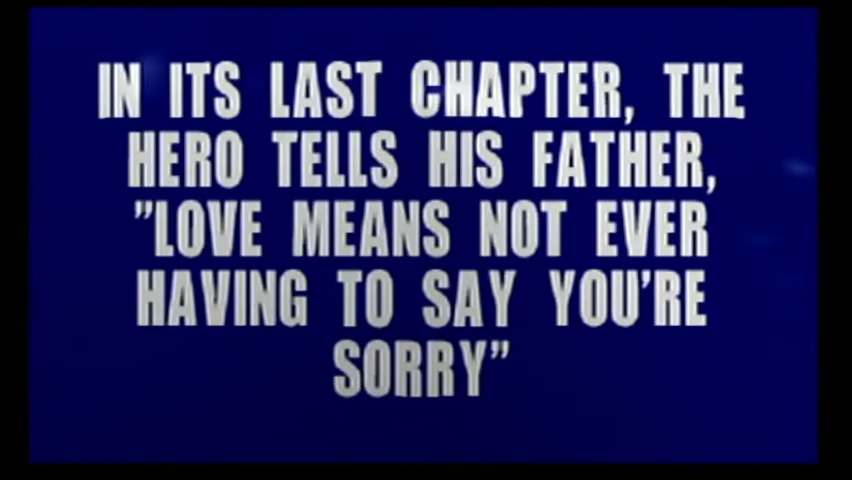 IN ITS LAST CHAPTER, THE
HERO TELLS HIS FATHER,
"LOVE MEANS NOT EVER
HAVING TO SAY YOU'RE
SORRY"